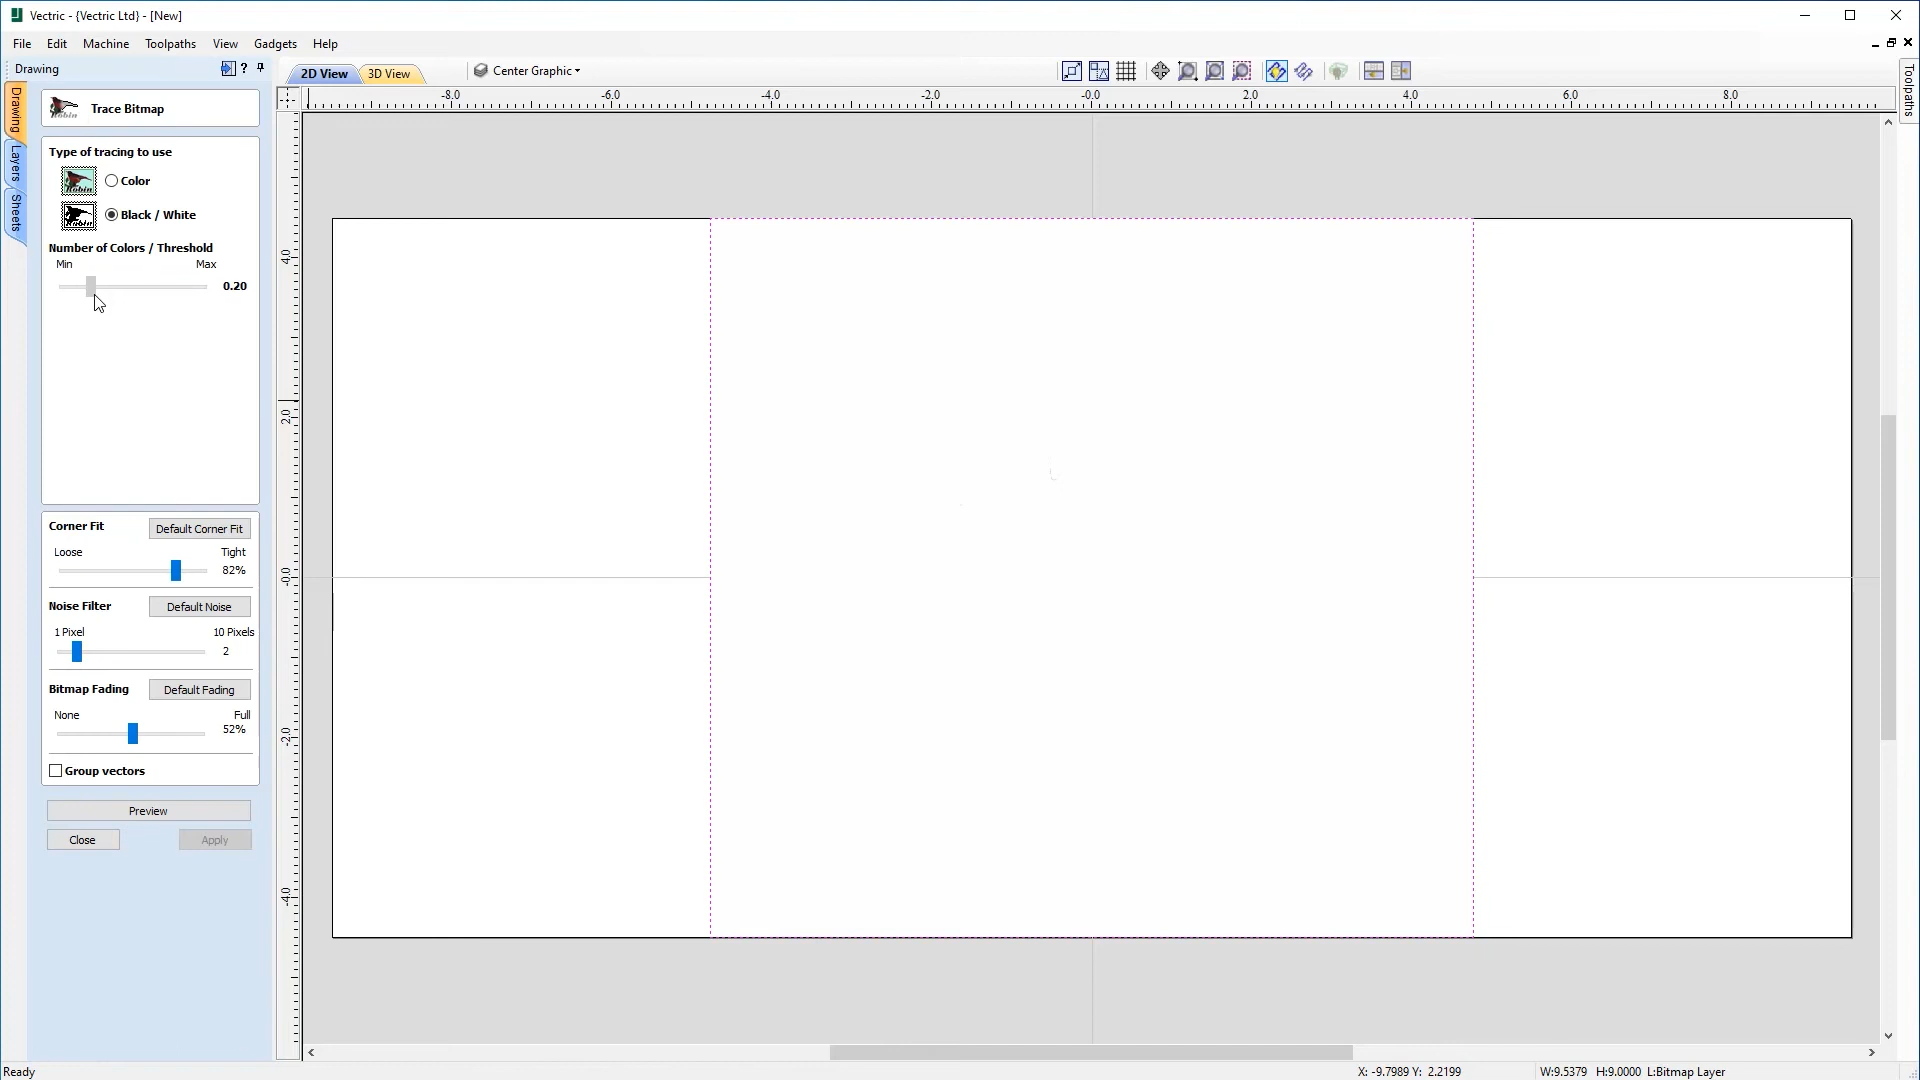 Vectric - {Vectric Ltd} - [New]
File Edit Machine Toolpaths View Gadgets Help
Drawing
?
2D View
3D View
Center Graphic
Drawing
Layers
Sheets
Toolpaths
Trace Bitmap
Type of tracing to use
Color
Black / White
Number of Colors / Threshold
Min Max
0.20
Corner Fit
Default Corner Fit
Loose Tight
82%
Noise Filter
Default Noise
1 Pixel 10 Pixels
2
Bitmap Fading
Default Fading
None Full
52%
Group vectors
Preview
Close
Apply
-8.0 -6.0 -4.0 -2.0 -0.0 2.0 4.0 6.0 8.0
4.0
2.0
-0.0
-2.0
-4.0
Ready
X: -9.7989 Y: 2.2199
W:9.5379 H:9.0000 L:Bitmap Layer